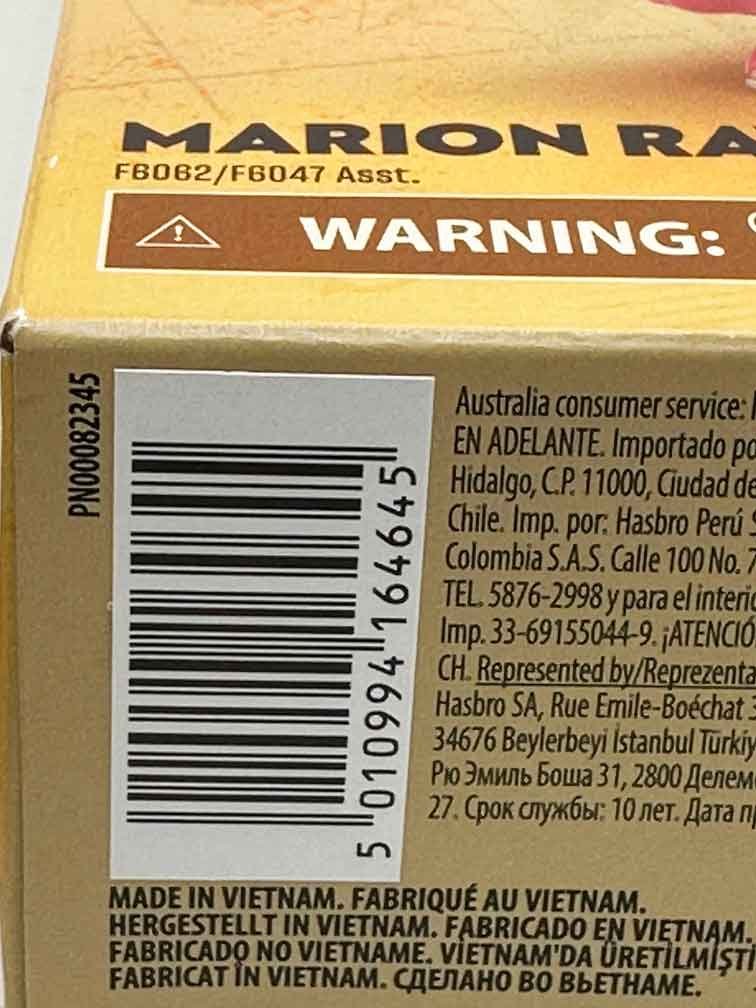 MARION RA
F6062/F6047 Asst.
WARNING:
PN00082345
5 010994 164645
Australia consumer service:
EN ADELANTE. Importado po
Hidalgo, C.P. 11000, Ciudad de
Chile. Imp. por: Hasbro Perú S
Colombia S.A.S. Calle 100 No. 7
TEL. 5876-2998 y para el interio
Imp. 33-69155044-9. ¡ATENCIÓ
CH. Represented by/Reprezenta
Hasbro SA, Rue Emile-Boéchat 3
34676 Beylerbeyi İstanbul Türkiy
Рю Эмиль Боша 31, 2800 Делем
27. Срок службы: 10 лет. Дата п
MADE IN VIETNAM. FABRIQUÉ AU VIETNAM.
HERGESTELLT IN VIETNAM. FABRICADO EN VIETNAM.
FABRICADO NO VIETNAME. VİETNAM'DA ÜRETİLMİŞTİ
FABRICAT ÎN VIETNAM. СДЕЛАНО ВО ВЬЕТНАМЕ.